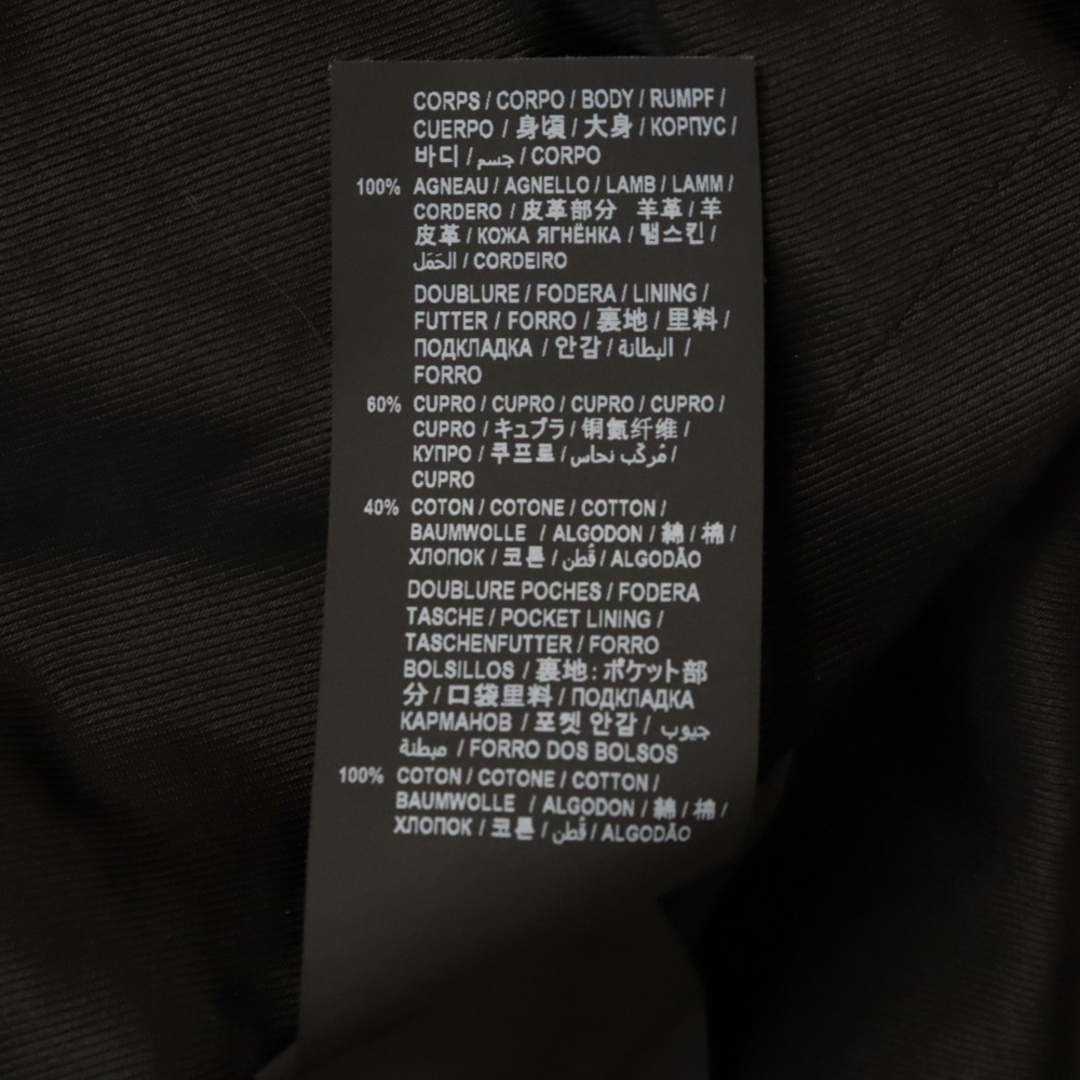 CORPS / CORPO / BODY / RUMPF /
CUERPO / 身頃 / 大身 / КОРПУС /
바디 / جسم / CORPO
100% AGNEAU / AGNELLO / LAMB / LAMM /
CORDERO / 皮革部分 羊革 / 羊
皮革 / КОЖА ЯГНЁНКА / 램스킨 /
الحَمَل / CORDEIRO
DOUBLURE / FODERA / LINING /
FUTTER / FORRO / 裏地 / 里料 /
ПОДКЛАДКА / 안감 / البطانة /
FORRO
60% CUPRO / CUPRO / CUPRO / CUPRO /
CUPRO / キュプラ / 铜氨纤维 /
КУПРО / 쿠프로 / مُركّب نحاس /
CUPRO
40% COTON / COTONE / COTTON /
BAUMWOLLE / ALGODON / 綿 / 棉 /
ХЛОПОК / 코튼 / قُطن / ALGODÃO
DOUBLURE POCHES / FODERA
TASCHE / POCKET LINING /
TASCHENFUTTER / FORRO
BOLSILLOS / 裏地：ポケット部
分 / 口袋里料 / ПОДКЛАДКА
КАРМАНОВ / 포켓 안감 / جيوب
مبطنة / FORRO DOS BOLSOS
100% COTON / COTONE / COTTON /
BAUMWOLLE / ALGODON / 綿 / 棉 /
ХЛОПОК / 코튼 / قُطن / ALGODÃO